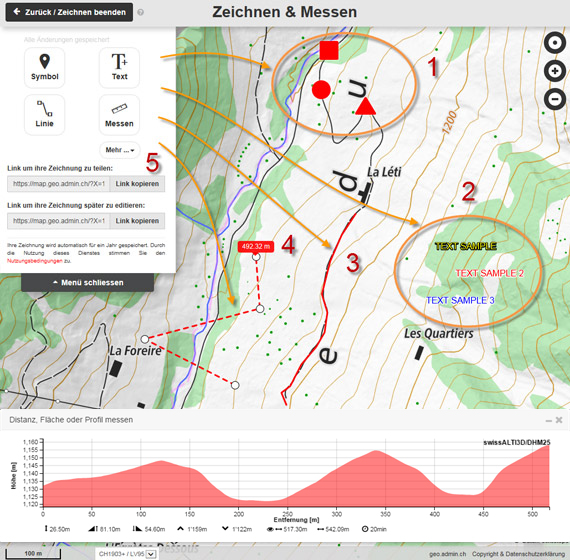 Zurück / Zeichnen beenden
?
Zeichnen & Messen
Alle Änderungen gespeichert
Symbol
T+
Text
Linie
Messen
Mehr ...
5
Link um ihre Zeichnung zu teilen:
https://map.geo.admin.ch/?X=1
Link kopieren
Link um ihre Zeichnung später zu editieren:
https://map.geo.admin.ch/?X=1
Link kopieren
Ihre Zeichnung wird automatisch für ein Jahr gespeichert. Durch
die Nutzung dieses Dienstes stimmen Sie den
Nutzungsbedingungen zu.
Menü schliessen
1
u
1200
La Léti
d
2
TEXT SAMPLE
TEXT SAMPLE 2
TEXT SAMPLE 3
492.32 m
4
3
La Foreire
Les Quartiers
e
Distanz, Fläche oder Profil messen
swissALTI3D/DHM25
Höhe [m]
1,160
1,155
1,150
1,145
1,140
1,135
1,130
1,125
1,120
0
50
100
150
200
250
300
350
400
450
500
Entfernung [m]
26.50m
81.10m
54.60m
1'159m
1'122m
517.30m
542.09m
20min
100 m
CH1903+ / LV95
geo.admin.ch
Copyright & Datenschutzerklärung